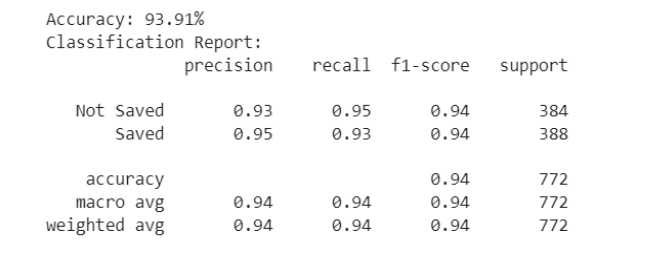 Accuracy: 93.91%
Classification Report:
precision recall f1-score support
Not Saved 0.93 0.95 0.94 384
Saved 0.95 0.93 0.94 388
accuracy 0.94 772
macro avg 0.94 0.94 0.94 772
weighted avg 0.94 0.94 0.94 772